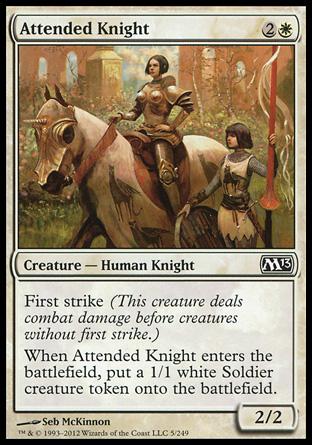 Attended Knight 2
Creature — Human Knight M13
First strike (This creature deals
combat damage before creatures
without first strike.)
When Attended Knight enters the
battlefield, put a 1/1 white Soldier
creature token onto the battlefield.
Seb McKinnon
™ & © 1993–2012 Wizards of the Coast LLC 5/249
2/2